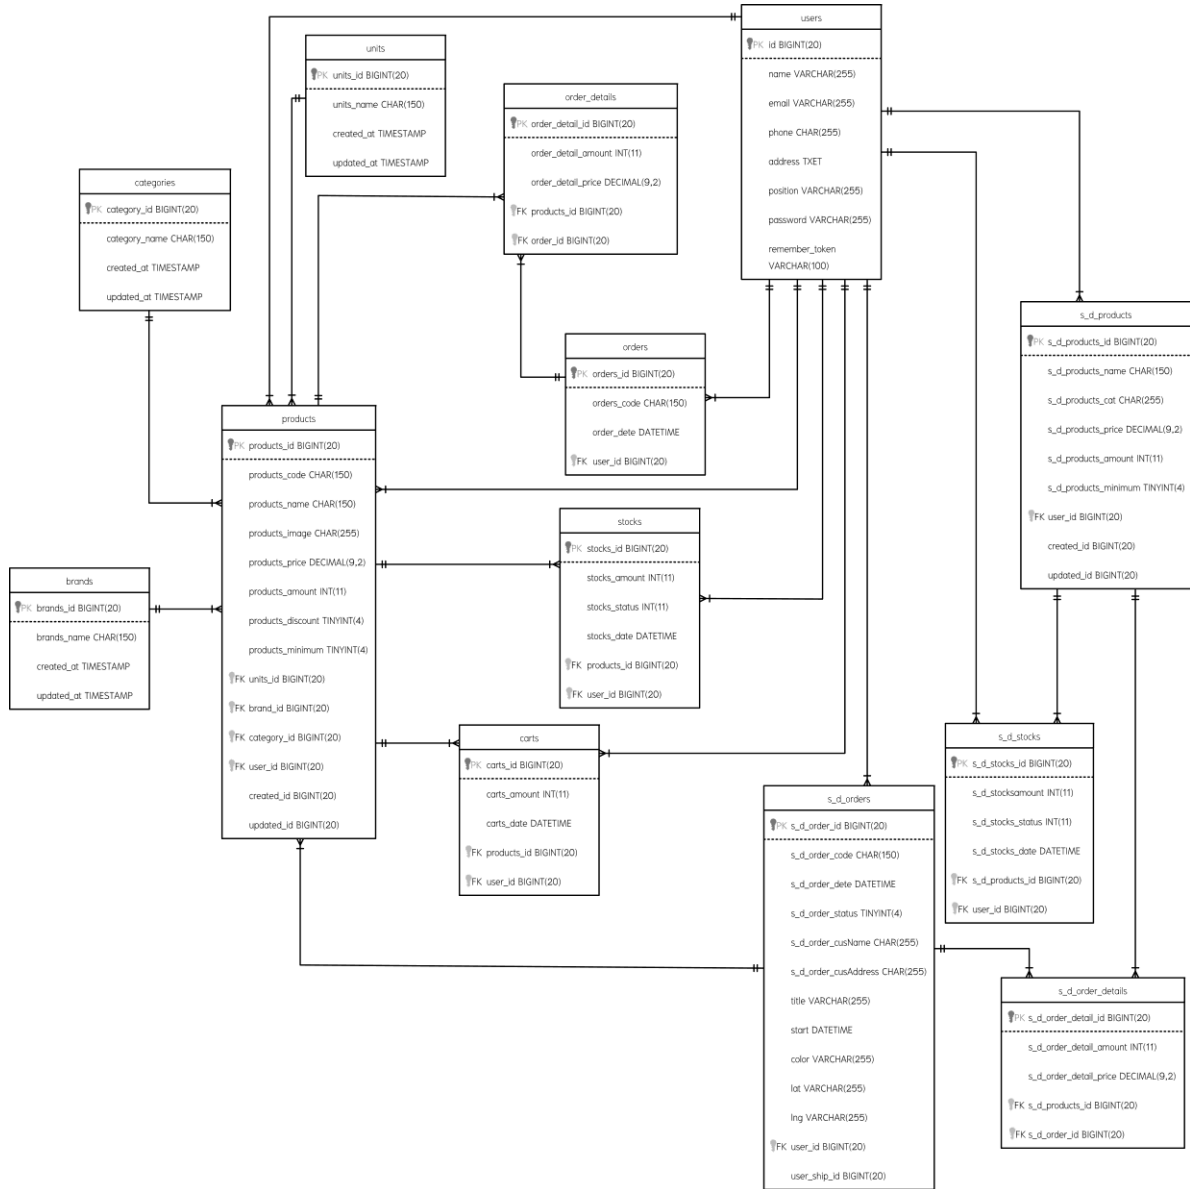 users
PK id BIGINT(20)
name VARCHAR(255)
email VARCHAR(255)
phone CHAR(255)
address TXET
position VARCHAR(255)
password VARCHAR(255)
remember_token
VARCHAR(100)
units
PK units_id BIGINT(20)
units_name CHAR(150)
created_at TIMESTAMP
updated_at TIMESTAMP
order_details
PK order_detail_id BIGINT(20)
order_detail_amount INT(11)
order_detail_price DECIMAL(9,2)
FK products_id BIGINT(20)
FK order_id BIGINT(20)
categories
PK category_id BIGINT(20)
category_name CHAR(150)
created_at TIMESTAMP
updated_at TIMESTAMP
s_d_products
PK s_d_products_id BIGINT(20)
s_d_products_name CHAR(150)
s_d_products_cat CHAR(255)
s_d_products_price DECIMAL(9,2)
s_d_products_amount INT(11)
s_d_products_minimum TINYINT(4)
FK user_id BIGINT(20)
created_id BIGINT(20)
updated_id BIGINT(20)
orders
PK orders_id BIGINT(20)
orders_code CHAR(150)
order_dete DATETIME
FK user_id BIGINT(20)
products
PK products_id BIGINT(20)
products_code CHAR(150)
products_name CHAR(150)
products_image CHAR(255)
products_price DECIMAL(9,2)
products_amount INT(11)
products_discount TINYINT(4)
products_minimum TINYINT(4)
FK units_id BIGINT(20)
FK brand_id BIGINT(20)
FK category_id BIGINT(20)
FK user_id BIGINT(20)
created_id BIGINT(20)
updated_id BIGINT(20)
stocks
PK stocks_id BIGINT(20)
stocks_amount INT(11)
stocks_status INT(11)
stocks_date DATETIME
FK products_id BIGINT(20)
FK user_id BIGINT(20)
brands
PK brands_id BIGINT(20)
brands_name CHAR(150)
created_at TIMESTAMP
updated_at TIMESTAMP
carts
PK carts_id BIGINT(20)
carts_amount INT(11)
carts_date DATETIME
FK products_id BIGINT(20)
FK user_id BIGINT(20)
s_d_stocks
PK s_d_stocks_id BIGINT(20)
s_d_stocksamount INT(11)
s_d_stocks_status INT(11)
s_d_stocks_date DATETIME
FK s_d_products_id BIGINT(20)
FK user_id BIGINT(20)
s_d_orders
PK s_d_order_id BIGINT(20)
s_d_order_code CHAR(150)
s_d_order_dete DATETIME
s_d_order_status TINYINT(4)
s_d_order_cusName CHAR(255)
s_d_order_cusAddress CHAR(255)
title VARCHAR(255)
start DATETIME
color VARCHAR(255)
lat VARCHAR(255)
lng VARCHAR(255)
FK user_id BIGINT(20)
user_ship_id BIGINT(20)
s_d_order_details
PK s_d_order_detail_id BIGINT(20)
s_d_order_detail_amount INT(11)
s_d_order_detail_price DECIMAL(9,2)
FK s_d_products_id BIGINT(20)
FK s_d_order_id BIGINT(20)